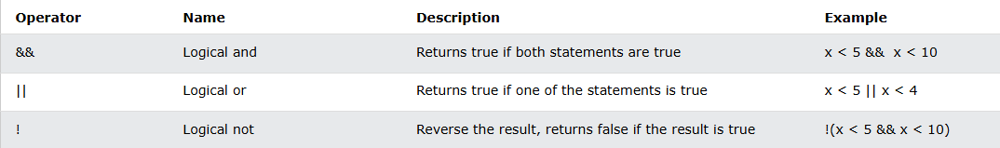 Operator Name Description Example
&& Logical and Returns true if both statements are true x < 5 &&  x < 10
|| Logical or Returns true if one of the statements is true x < 5 || x < 4
! Logical not Reverse the result, returns false if the result is true !(x < 5 && x < 10)